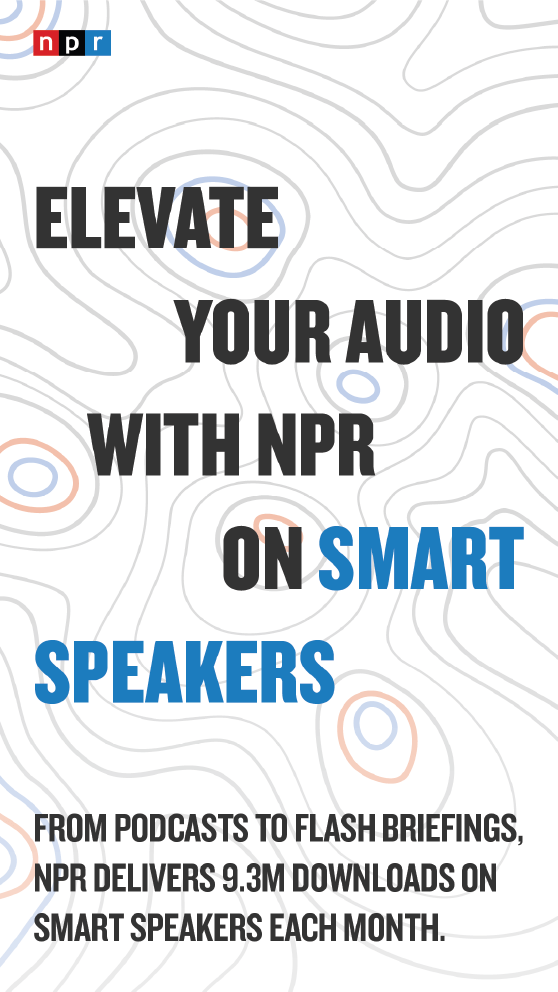 npr
ELEVATE
YOUR AUDIO
WITH NPR
ON SMART
SPEAKERS
FROM PODCASTS TO FLASH BRIEFINGS,
NPR DELIVERS 9.3M DOWNLOADS ON
SMART SPEAKERS EACH MONTH.